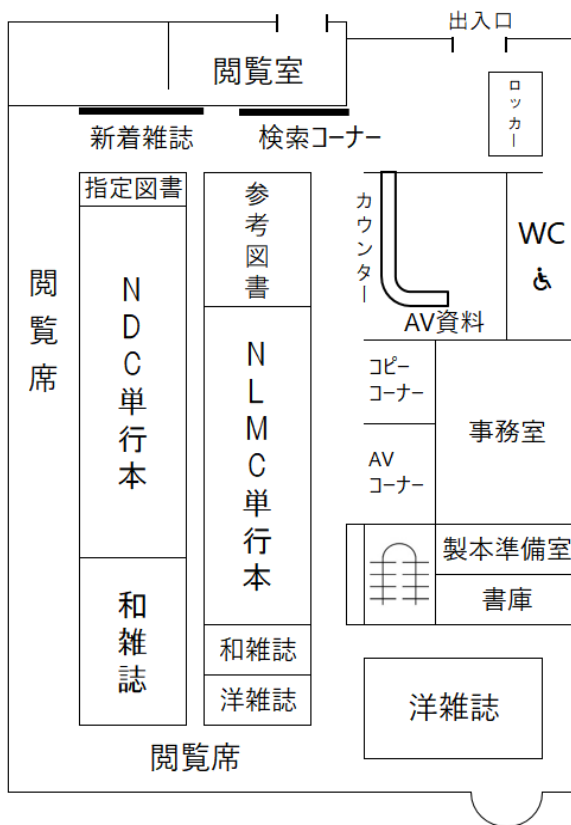 出入口
閲覧室
ロッカー
新着雑誌
検索コーナー
指定図書
参考図書
カウンター
WC
閲覧席
NDC単行本
AV資料
NLMC単行本
コピー
コーナー
事務室
AV
コーナー
製本準備室
書庫
和雑誌
和雑誌
洋雑誌
洋雑誌
閲覧席